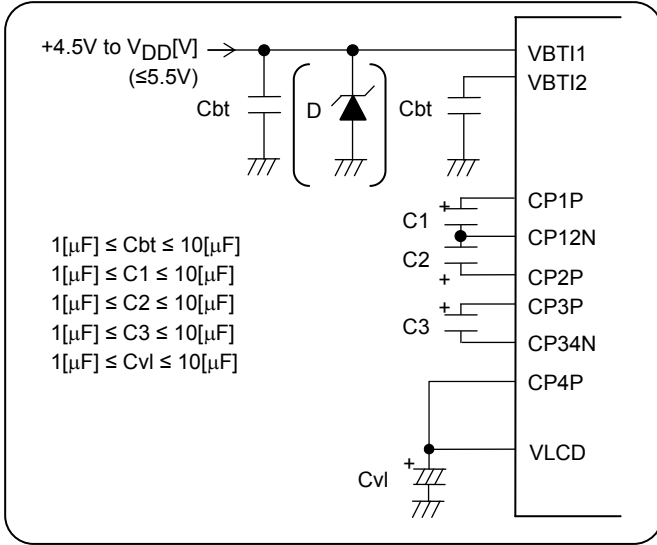 +4.5V to VDD[V]
(≤5.5V)
Cbt
D
Cbt
VBTI1
VBTI2
+
C1
C2
+
CP1P
CP12N
CP2P
+
C3
CP3P
CP34N
CP4P
1[μF] ≤ Cbt ≤ 10[μF]
1[μF] ≤ C1 ≤ 10[μF]
1[μF] ≤ C2 ≤ 10[μF]
1[μF] ≤ C3 ≤ 10[μF]
1[μF] ≤ Cvl ≤ 10[μF]
VLCD
+
Cvl